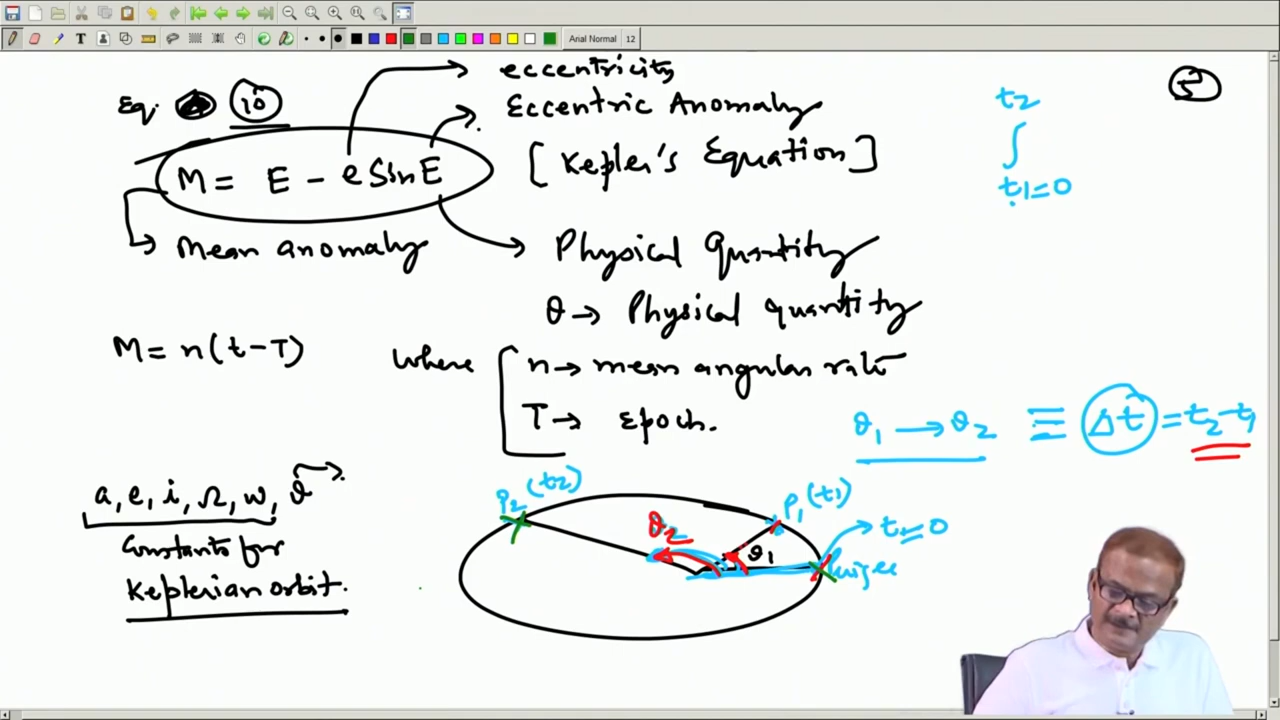 Arial Normal 12
eccentricity
Eq. 10
Eccentric Anomaly
5
M = E - e Sin E
[Kepler's Equation]
t2
∫
t1=0
Mean anomaly
Physical Quantity
θ → Physical quantity
M = n(t-T)
where
n → mean angular rate
T → Epoch.
θ1 → θ2 ≡ Δt = t2-t1
a, e, i, Ω, w, θ
Constants for
Keplerian orbit.
P2 (t2)
P1 (t1)
θ2
θ1
t1=0